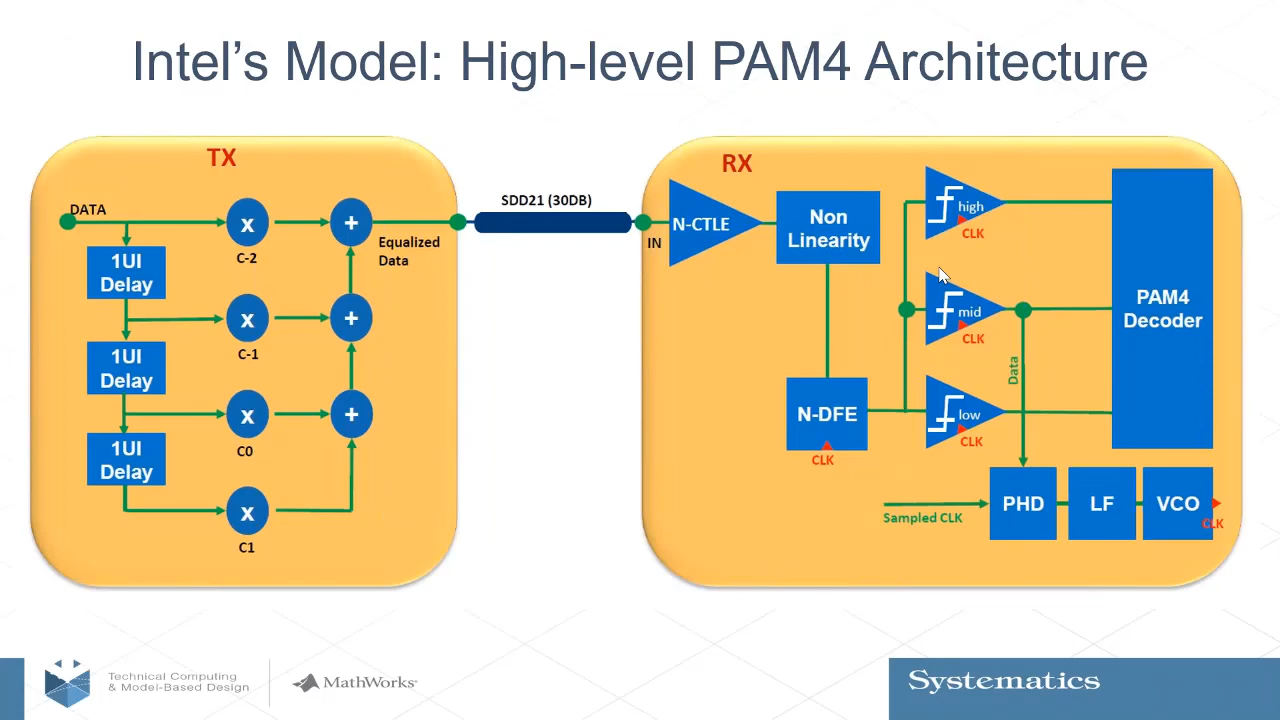 Intel's Model: High-level PAM4 Architecture
TX
DATA
x
+
C-2
Equalized
Data
1UI
Delay
x
+
C-1
1UI
Delay
x
+
C0
1UI
Delay
x
C1
SDD21 (30DB)
RX
IN
N-CTLE
Non
Linearity
N-DFE
CLK
high
CLK
mid
CLK
low
CLK
Data
PAM4
Decoder
Sampled CLK
PHD
LF
VCO
CLK
Technical Computing
& Model-Based Design
MathWorks
Systematics